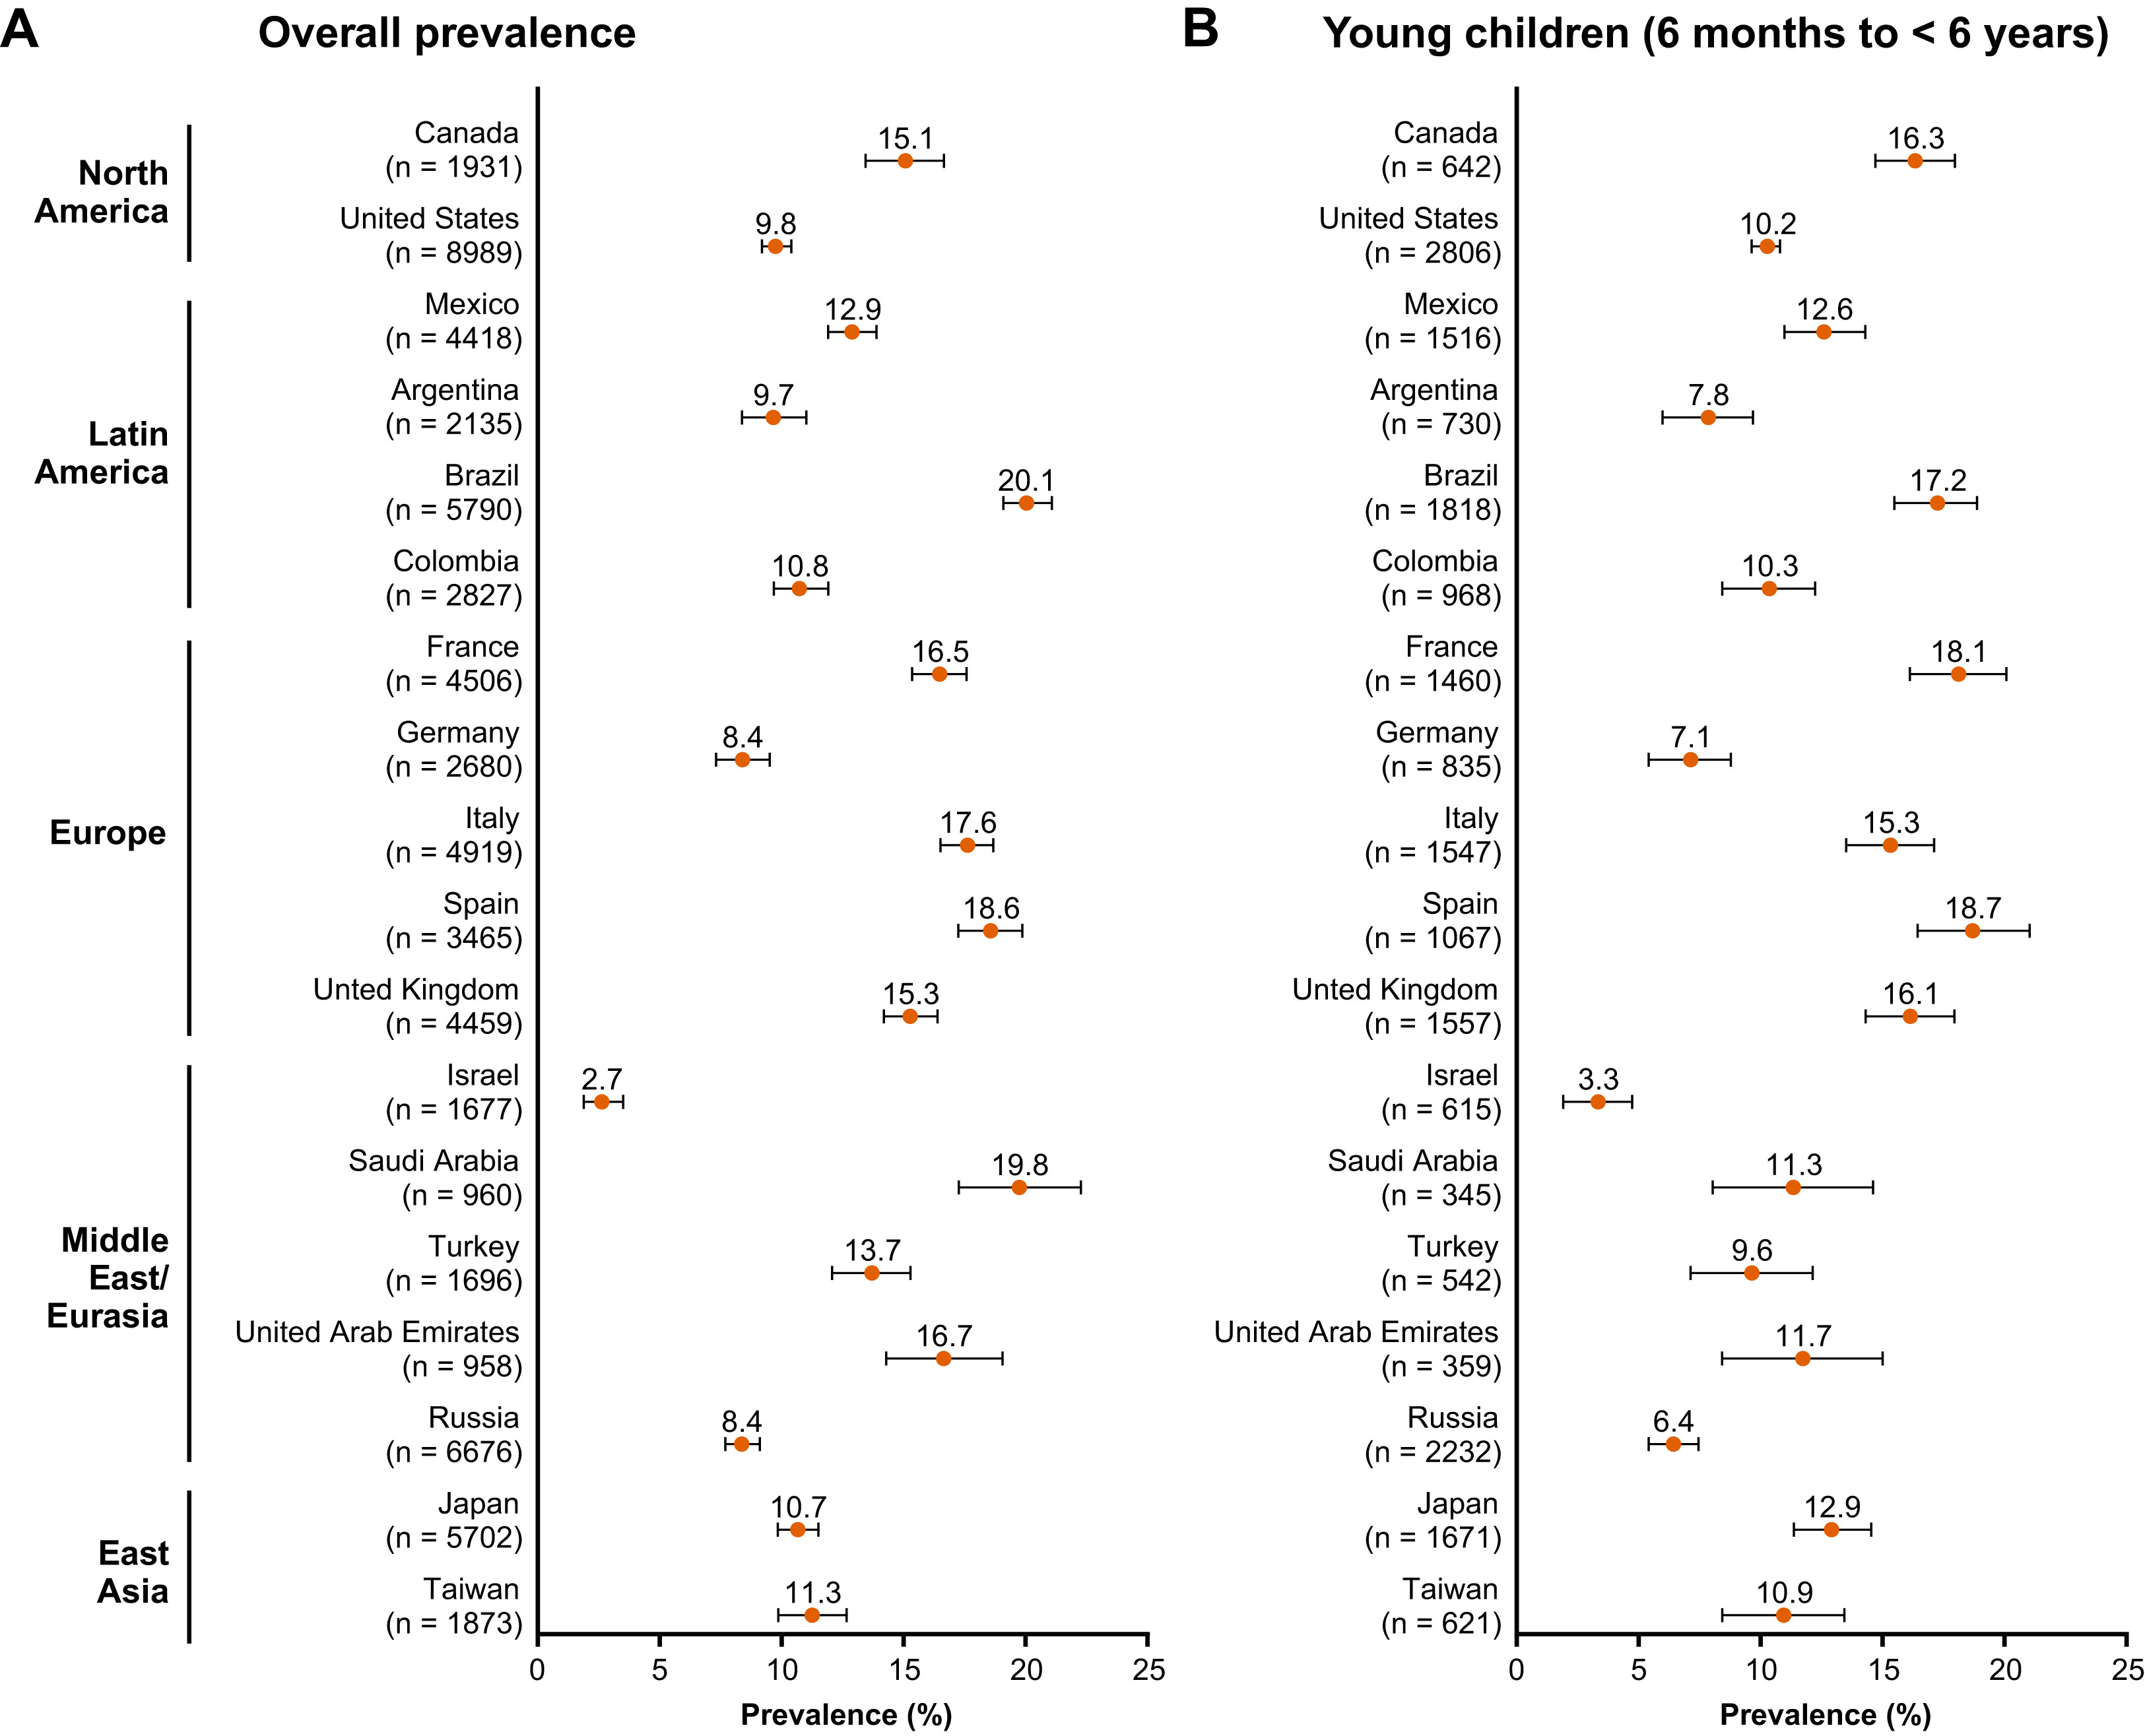 A
Overall prevalence
North
America
Canada
(n = 1931)
15.1
United States
(n = 8989)
9.8
Latin
America
Mexico
(n = 4418)
12.9
Argentina
(n = 2135)
9.7
Brazil
(n = 5790)
20.1
Colombia
(n = 2827)
10.8
Europe
France
(n = 4506)
16.5
Germany
(n = 2680)
8.4
Italy
(n = 4919)
17.6
Spain
(n = 3465)
18.6
Unted Kingdom
(n = 4459)
15.3
Middle
East/
Eurasia
Israel
(n = 1677)
2.7
Saudi Arabia
(n = 960)
19.8
Turkey
(n = 1696)
13.7
United Arab Emirates
(n = 958)
16.7
Russia
(n = 6676)
8.4
East
Asia
Japan
(n = 5702)
10.7
Taiwan
(n = 1873)
11.3
0 5 10 15 20 25
Prevalence (%)
B
Young children (6 months to < 6 years)
Canada
(n = 642)
16.3
United States
(n = 2806)
10.2
Mexico
(n = 1516)
12.6
Argentina
(n = 730)
7.8
Brazil
(n = 1818)
17.2
Colombia
(n = 968)
10.3
France
(n = 1460)
18.1
Germany
(n = 835)
7.1
Italy
(n = 1547)
15.3
Spain
(n = 1067)
18.7
Unted Kingdom
(n = 1557)
16.1
Israel
(n = 615)
3.3
Saudi Arabia
(n = 345)
11.3
Turkey
(n = 542)
9.6
United Arab Emirates
(n = 359)
11.7
Russia
(n = 2232)
6.4
Japan
(n = 1671)
12.9
Taiwan
(n = 621)
10.9
0 5 10 15 20 25
Prevalence (%)